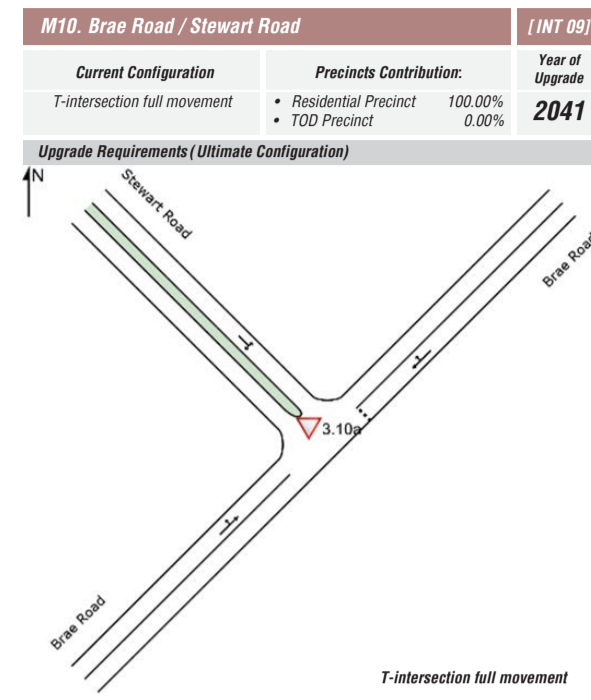 M10. Brae Road / Stewart Road
[ INT 09]
Current Configuration
Precincts Contribution:
Year of
Upgrade
T-intersection full movement
• Residential Precinct 100.00%
• TOD Precinct 0.00%
2041
Upgrade Requirements ( Ultimate Configuration)
N
Stewart Road
Brae Road
3.10a
Brae Road
T-intersection full movement